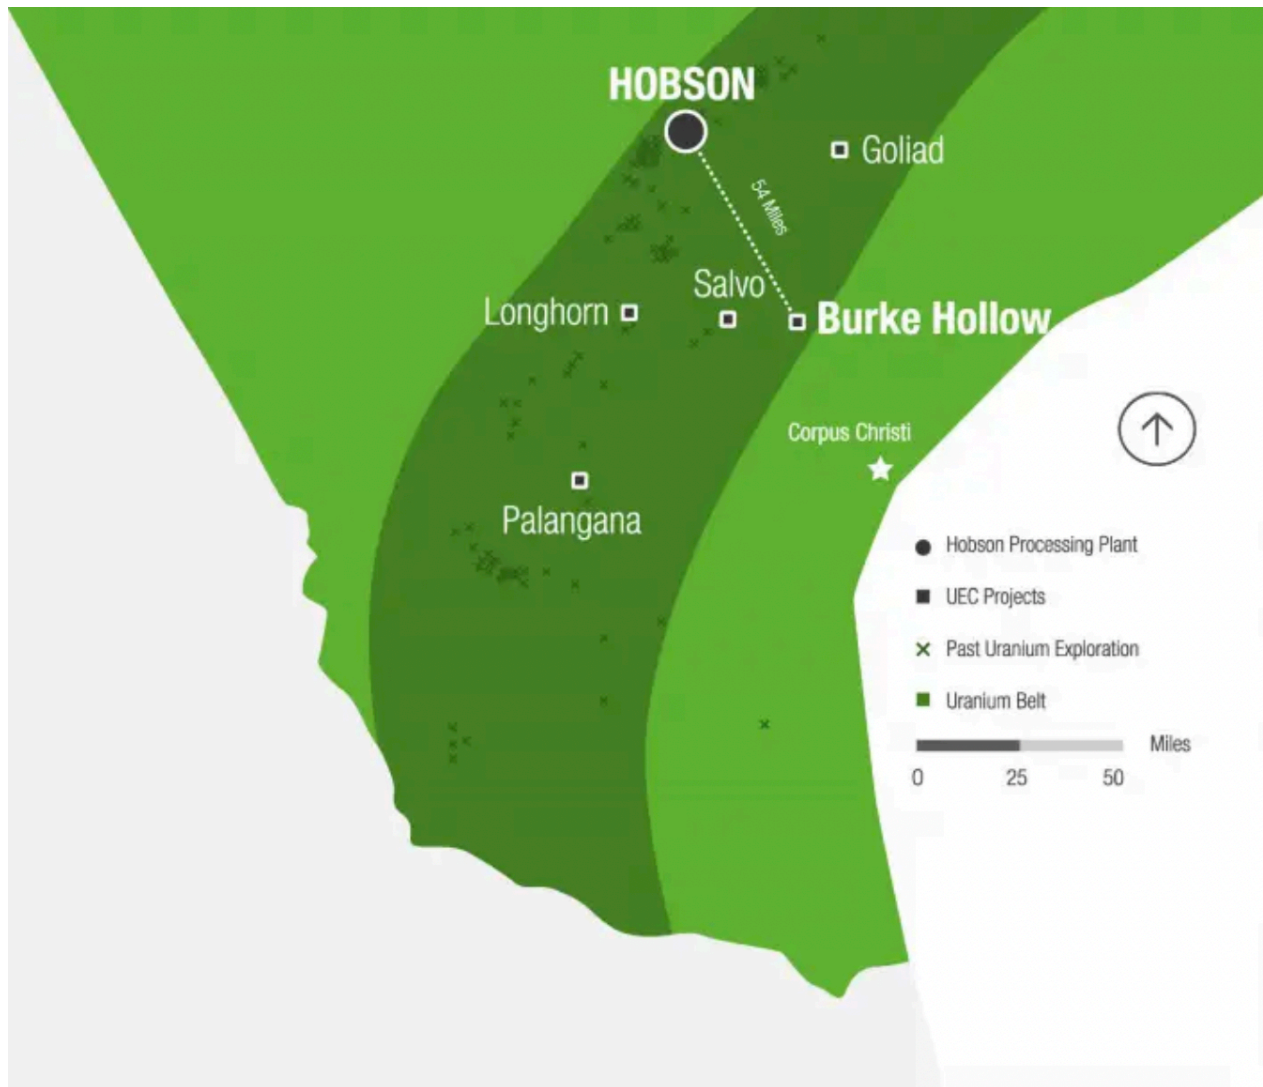 HOBSON
Goliad
54 Miles
Salvo
Longhorn
Burke Hollow
Corpus Christi
Palangana
Hobson Processing Plant
UEC Projects
Past Uranium Exploration
Uranium Belt
Miles
0 25 50